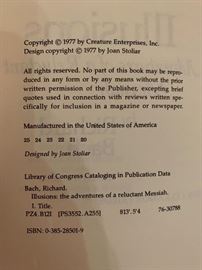 Copyright © 1977 by Creature Enterprises, Inc.
Design copyright © 1977 by Joan Stoliar
All rights reserved. No part of this book may be repro-
duced in any form or by any means without the prior
written permission of the Publisher, excepting brief
quotes used in connection with reviews written speci-
fically for inclusion in a magazine or newspaper.
Manufactured in the United States of America
25 24 23 22 21 20
Designed by Joan Stoliar
Library of Congress Cataloging in Publication Data
Bach, Richard.
Illusions: the adventures of a reluctant Messiah.
I. Title.
PZ4.B121 [PS3552.A255] 813'.5'4 76-30788
ISBN: 0-385-28501-9